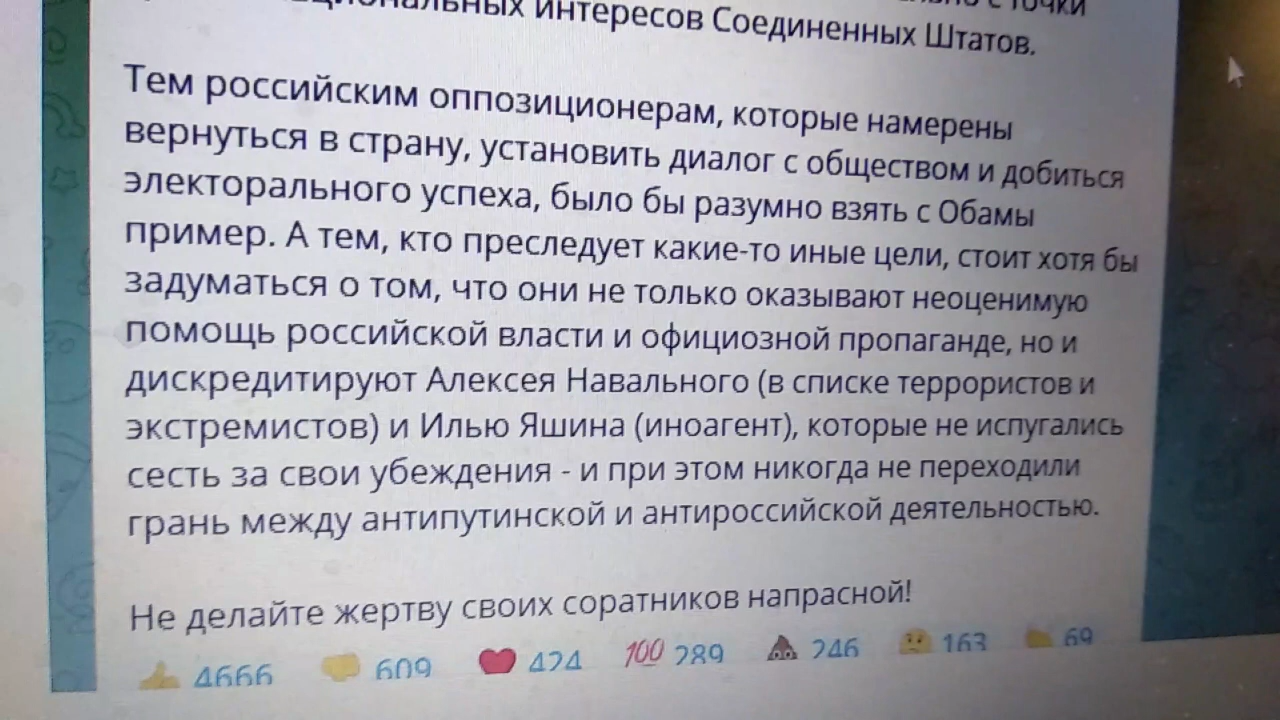 интересов Соединенных Штатов.
Тем российским оппозиционерам, которые намерены
вернуться в страну, установить диалог с обществом и добиться
электорального успеха, было бы разумно взять с Обамы
пример. А тем, кто преследует какие-то иные цели, стоит хотя бы
задуматься о том, что они не только оказывают неоценимую
помощь российской власти и официозной пропаганде, но и
дискредитируют Алексея Навального (в списке террористов и
экстремистов) и Илью Яшина (иноагент), которые не испугались
сесть за свои убеждения - и при этом никогда не переходили
грань между антипутинской и антироссийской деятельностью.
Не делайте жертву своих соратников напрасной!
4666 609 424 100 289 246 163 69